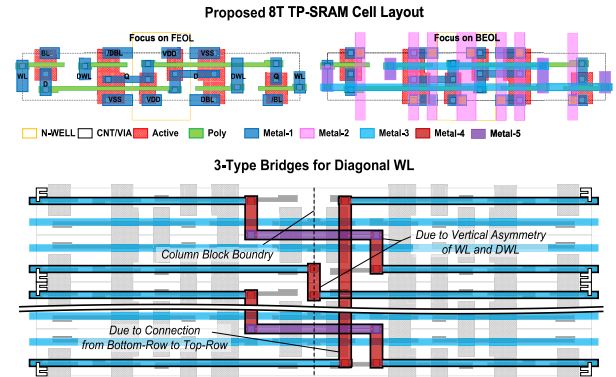 Proposed 8T TP-SRAM Cell Layout
Focus on FEOL
Focus on BEOL
BL /DBL VDD VSS
WL DWL Q DWL Q WL
D D
VSS VDD DBL /BL
N-WELL CNT/VIA Active Poly Metal-1 Metal-2 Metal-3 Metal-4 Metal-5
3-Type Bridges for Diagonal WL
Column Block Boundry
Due to Vertical Asymmetry
of WL and DWL
Due to Connection
from Bottom-Row to Top-Row